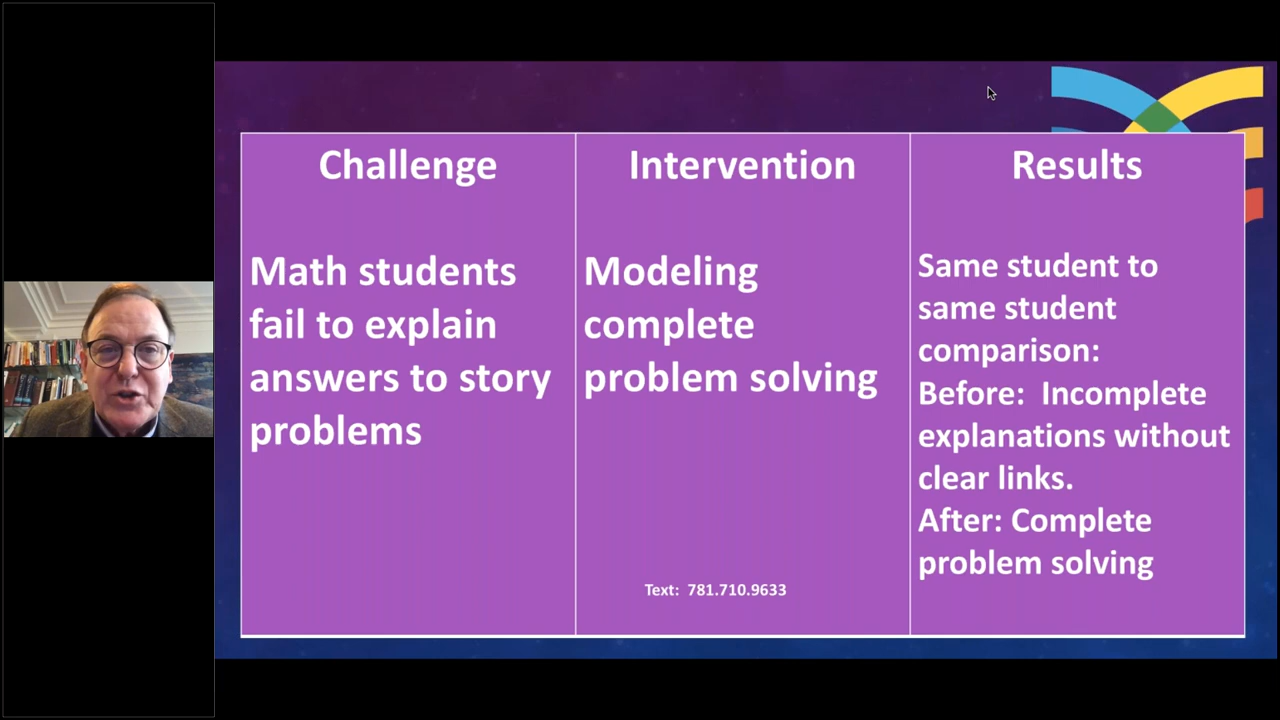 Challenge
Math students
fail to explain
answers to story
problems
Intervention
Modeling
complete
problem solving
Text: 781.710.9633
Results
Same student to
same student
comparison:
Before: Incomplete
explanations without
clear links.
After: Complete
problem solving